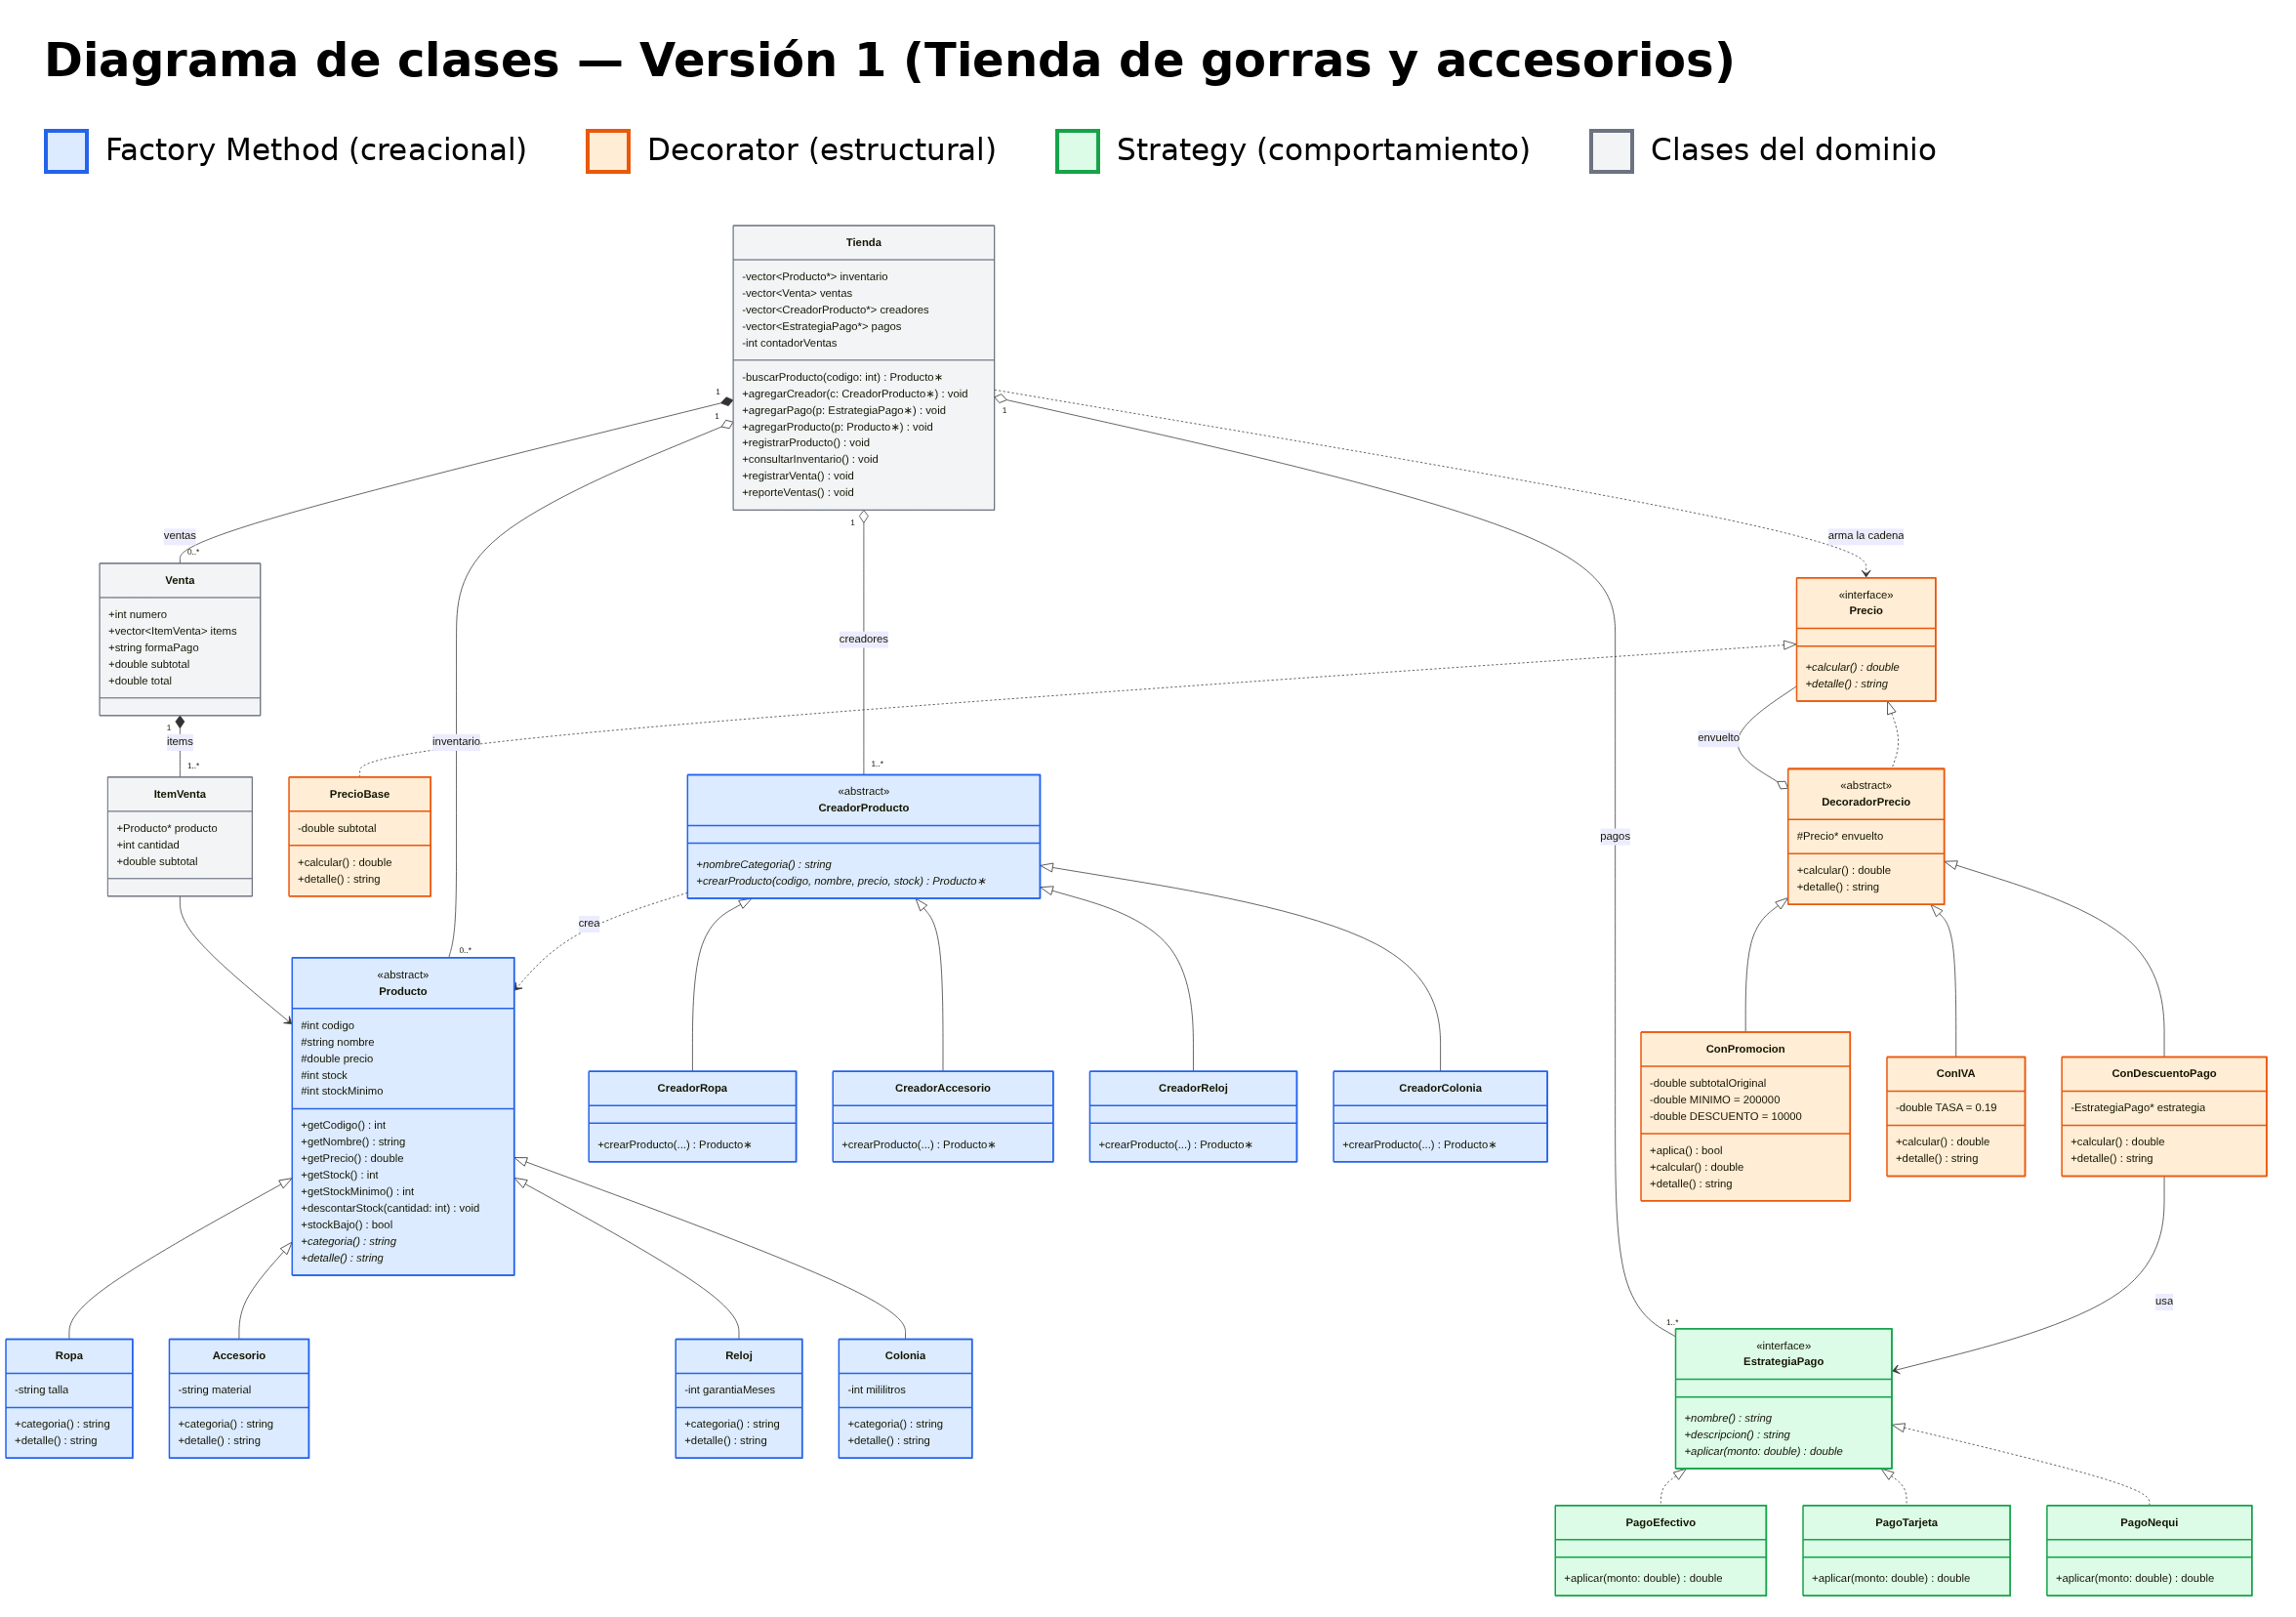 Diagrama de clases — Versión 1 (Tienda de gorras y accesorios)
Factory Method (creacional)
Decorator (estructural)
Strategy (comportamiento)
Clases del dominio
Tienda
-vector<Producto*> inventario
-vector<Venta> ventas
-vector<CreadorProducto*> creadores
-vector<EstrategiaPago*> pagos
-int contadorVentas
-buscarProducto(codigo: int) : Producto∗
+agregarCreador(c: CreadorProducto∗) : void
+agregarPago(p: EstrategiaPago∗) : void
+agregarProducto(p: Producto∗) : void
+registrarProducto() : void
+consultarInventario() : void
+registrarVenta() : void
+reporteVentas() : void
1
1
1
1
ventas
0..*
arma la cadena
Venta
+int numero
+vector<ItemVenta> items
+string formaPago
+double subtotal
+double total
1
items
1..*
creadores
1..*
inventario
0..*
pagos
1..*
«interface»
Precio
+calcular() : double
+detalle() : string
envuelto
ItemVenta
+Producto* producto
+int cantidad
+double subtotal
PrecioBase
-double subtotal
+calcular() : double
+detalle() : string
«abstract»
CreadorProducto
+nombreCategoria() : string
+crearProducto(codigo, nombre, precio, stock) : Producto∗
crea
«abstract»
DecoradorPrecio
#Precio* envuelto
+calcular() : double
+detalle() : string
«abstract»
Producto
#int codigo
#string nombre
#double precio
#int stock
#int stockMinimo
+getCodigo() : int
+getNombre() : string
+getPrecio() : double
+getStock() : int
+getStockMinimo() : int
+descontarStock(cantidad: int) : void
+stockBajo() : bool
+categoria() : string
+detalle() : string
CreadorRopa
+crearProducto(...) : Producto∗
CreadorAccesorio
+crearProducto(...) : Producto∗
CreadorReloj
+crearProducto(...) : Producto∗
CreadorColonia
+crearProducto(...) : Producto∗
ConPromocion
-double subtotalOriginal
-double MINIMO = 200000
-double DESCUENTO = 10000
+aplica() : bool
+calcular() : double
+detalle() : string
ConIVA
-double TASA = 0.19
+calcular() : double
+detalle() : string
ConDescuentoPago
-EstrategiaPago* estrategia
+calcular() : double
+detalle() : string
usa
Ropa
-string talla
+categoria() : string
+detalle() : string
Accesorio
-string material
+categoria() : string
+detalle() : string
Reloj
-int garantiaMeses
+categoria() : string
+detalle() : string
Colonia
-int mililitros
+categoria() : string
+detalle() : string
«interface»
EstrategiaPago
+nombre() : string
+descripcion() : string
+aplicar(monto: double) : double
PagoEfectivo
+aplicar(monto: double) : double
PagoTarjeta
+aplicar(monto: double) : double
PagoNequi
+aplicar(monto: double) : double